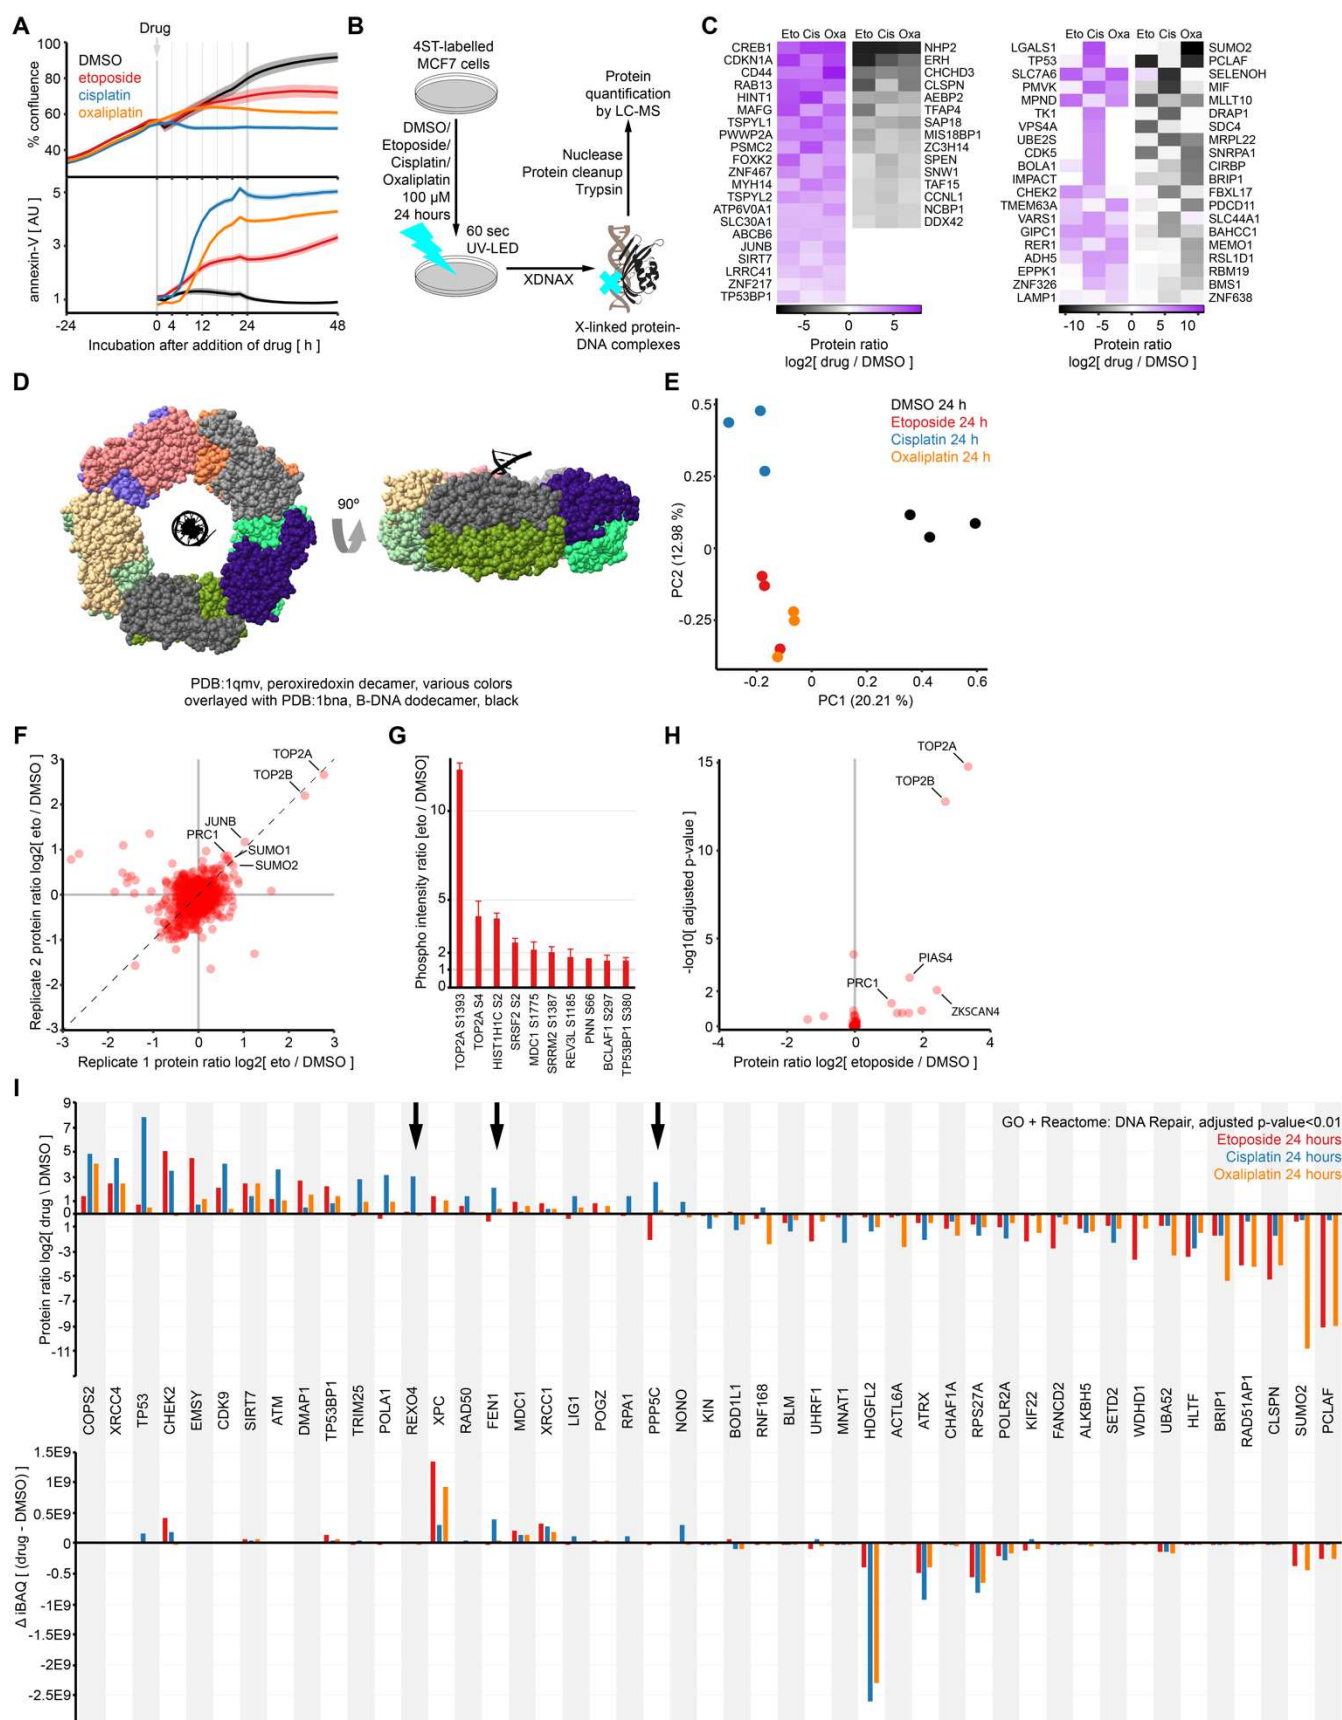 A
Drug
100
80
60
40
% confluence
DMSO
etoposide
cisplatin
oxaliplatin
5
3
1
annexin-V [ AU ]
-24
0
4
12
24
48
Incubation after addition of drug [ h ]
B
4ST-labelled
MCF7 cells
DMSO/
Etoposide/
Cisplatin/
Oxaliplatin
100 µM
24 hours
60 sec
UV-LED
XDNAX
Protein
quantification
by LC-MS
Nuclease
Protein cleanup
Trypsin
X-linked protein-
DNA complexes
C
Eto Cis Oxa
Eto Cis Oxa
CREB1
CDKN1A
CD44
RAB13
HINT1
MAFG
TSPYL1
PWWP2A
PSMC2
FOXK2
ZNF467
MYH14
TSPYL2
ATP6V0A1
SLC30A1
ABCB6
JUNB
SIRT7
LRRC41
ZNF217
TP53BP1
NHP2
ERH
CHCHD3
CLSPN
AEBP2
TFAP4
SAP18
MIS18BP1
ZC3H14
SPEN
SNW1
TAF15
CCNL1
NCBP1
DDX42
-5
0
5
Protein ratio
log2[ drug / DMSO ]
Eto Cis Oxa
Eto Cis Oxa
LGALS1
TP53
SLC7A6
PMVK
MPND
TK1
VPS4A
UBE2S
CDK5
BOLA1
IMPACT
CHEK2
TMEM63A
VARS1
GIPC1
RER1
ADH5
EPPK1
ZNF326
LAMP1
SUMO2
PCLAF
SELENOH
MIF
MLLT10
DRAP1
SDC4
MRPL22
SNRPA1
CIRBP
BRIP1
FBXL17
PDCD11
SLC44A1
BAHCC1
MEMO1
RSL1D1
RBM19
BMS1
ZNF638
-10
-5
0
5
10
Protein ratio
log2[ drug / DMSO ]
D
90º
PDB:1qmv, peroxiredoxin decamer, various colors
overlayed with PDB:1bna, B-DNA dodecamer, black
E
0.5
0.25
0
-0.25
PC2 (12.98 %)
DMSO 24 h
Etoposide 24 h
Cisplatin 24 h
Oxaliplatin 24 h
-0.2
0
0.2
0.4
0.6
PC1 (20.21 %)
F
3
2
1
0
-1
-2
-3
Replicate 2 protein ratio log2[ eto / DMSO ]
TOP2A
TOP2B
JUNB
PRC1
SUMO1
SUMO2
-3
-2
-1
0
1
2
3
Replicate 1 protein ratio log2[ eto / DMSO ]
G
10
5
2
1
0
Phospho intensity ratio [ eto / DMSO]
TOP2A S1393
TOP2A S4
HIST1H1C S2
SRSF2 S2
MDC1 S1775
SRRM2 S1387
REV3L S1185
PNN S66
BCLAF1 S297
TP53BP1 S380
H
15
10
5
2
0
-log10[ adjusted p-value ]
TOP2A
TOP2B
PIAS4
PRC1
ZKSCAN4
-4
-2
0
2
4
Protein ratio log2[ etoposide / DMSO ]
I
9
7
5
3
1
0
1
-3
-5
-7
-9
-11
Protein ratio log2[ drug \ DMSO ]
GO + Reactome: DNA Repair, adjusted p-value<0.01
Etoposide 24 hours
Cisplatin 24 hours
Oxaliplatin 24 hours
COPS2
XRCC4
TP53
CHEK2
EMSY
CDK9
SIRT7
ATM
DMAP1
TP53BP1
TRIM25
POLA1
REXO4
XPC
RAD50
FEN1
MDC1
XRCC1
LIG1
POGZ
RPA1
PPP5C
NONO
KIN
BOD1L1
RNF168
BLM
UHRF1
MNAT1
HDGFL2
ACTL6A
ATRX
CHAF1A
RPS27A
POLR2A
KIF22
FANCD2
ALKBH5
SETD2
WDHD1
UBA52
HLTF
BRIP1
RAD51AP1
CLSPN
SUMO2
PCLAF
1.5E9
1E9
0.5E9
0
-0.5
-1E9
-1.5E9
-2E9
-2.5E9
Δ iBAQ [ (drug - DMSO) ]